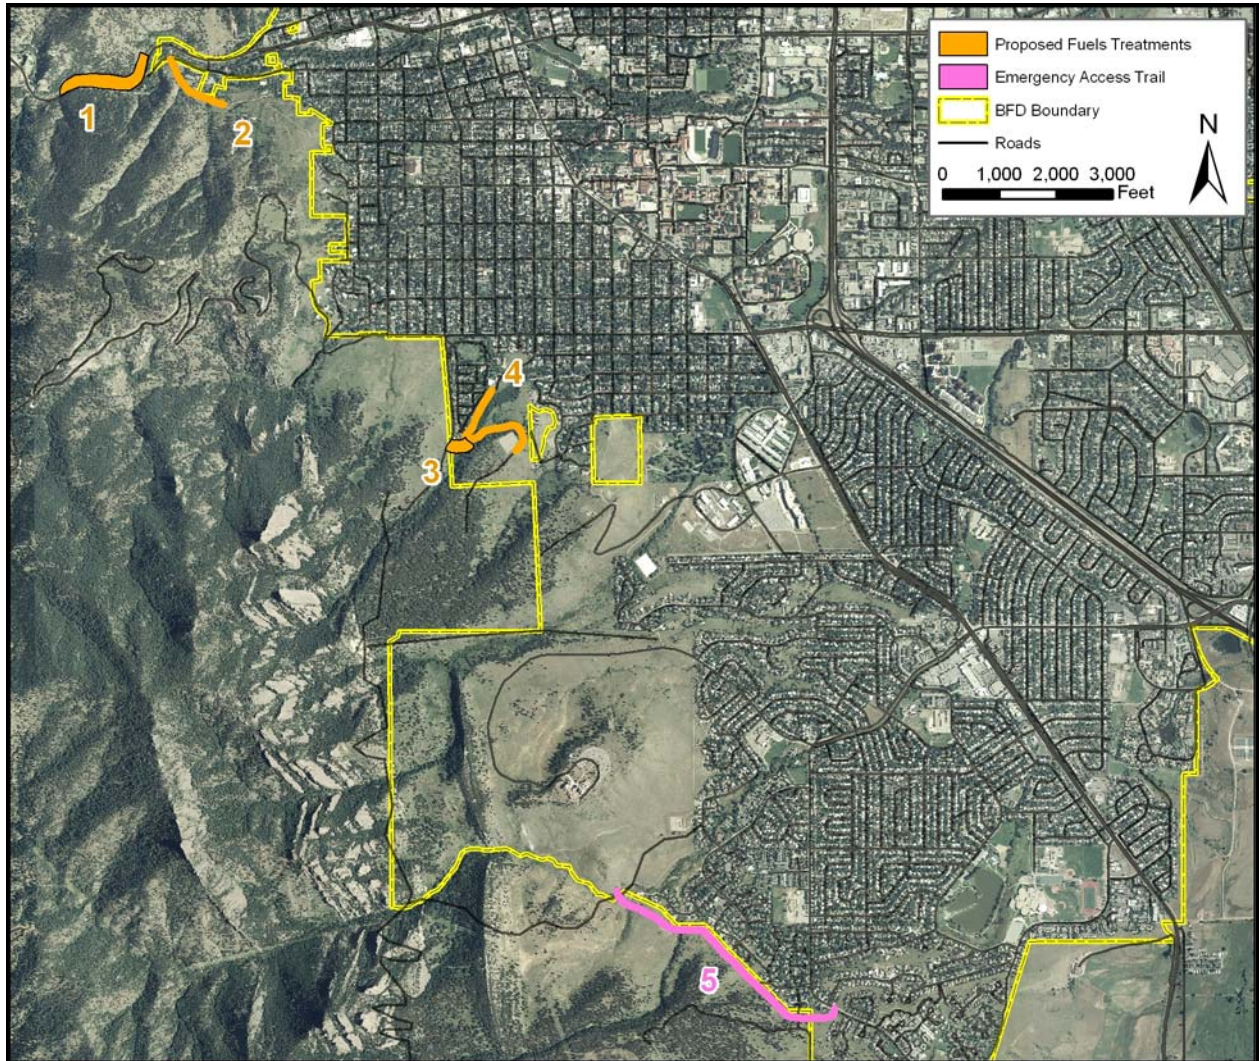 Proposed Fuels Treatments
Emergency Access Trail
BFD Boundary
Roads
N
0 1,000 2,000 3,000
Feet
1
2
4
3
5